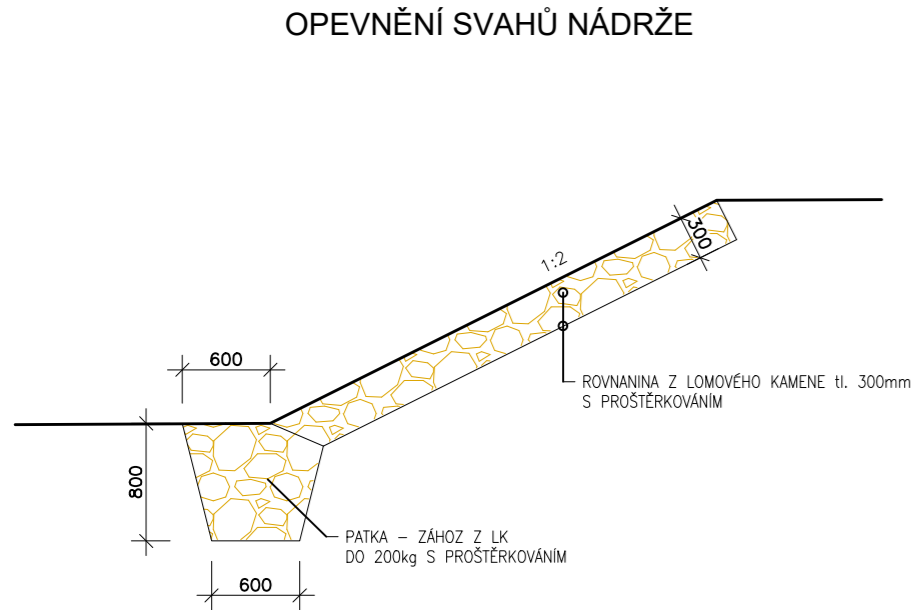 OPEVNĚNÍ SVAHŮ NÁDRŽE
300
1:2
600
ROVNANINA Z LOMOVÉHO KAMENE tl. 300mm
S PROŠTĚRKOVÁNÍM
800
PATKA – ZÁHOZ Z LK
DO 200kg S PROŠTĚRKOVÁNÍM
600